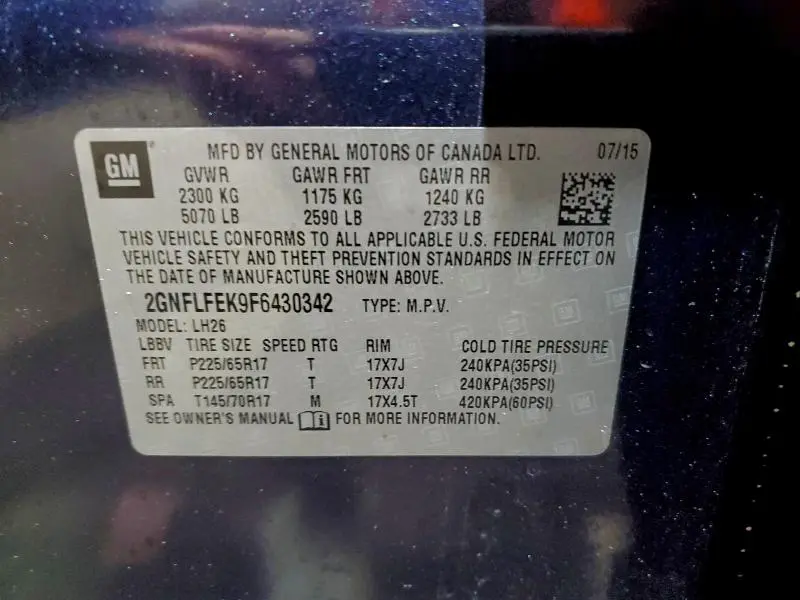 GM
MFD BY GENERAL MOTORS OF CANADA LTD. 07/15
GVWR GAWR FRT GAWR RR
2300 KG 1175 KG 1240 KG
5070 LB 2590 LB 2733 LB
THIS VEHICLE CONFORMS TO ALL APPLICABLE U.S. FEDERAL MOTOR
VEHICLE SAFETY AND THEFT PREVENTION STANDARDS IN EFFECT ON
THE DATE OF MANUFACTURE SHOWN ABOVE.
2GNFLFEK9F6430342 TYPE: M.P.V.
MODEL: LH26
LBBV TIRE SIZE SPEED RTG RIM COLD TIRE PRESSURE
FRT P225/65R17 T 17X7J 240KPA(35PSI)
RR P225/65R17 T 17X7J 240KPA(35PSI)
SPA T145/70R17 M 17X4.5T 420KPA(60PSI)
SEE OWNER'S MANUAL i FOR MORE INFORMATION.